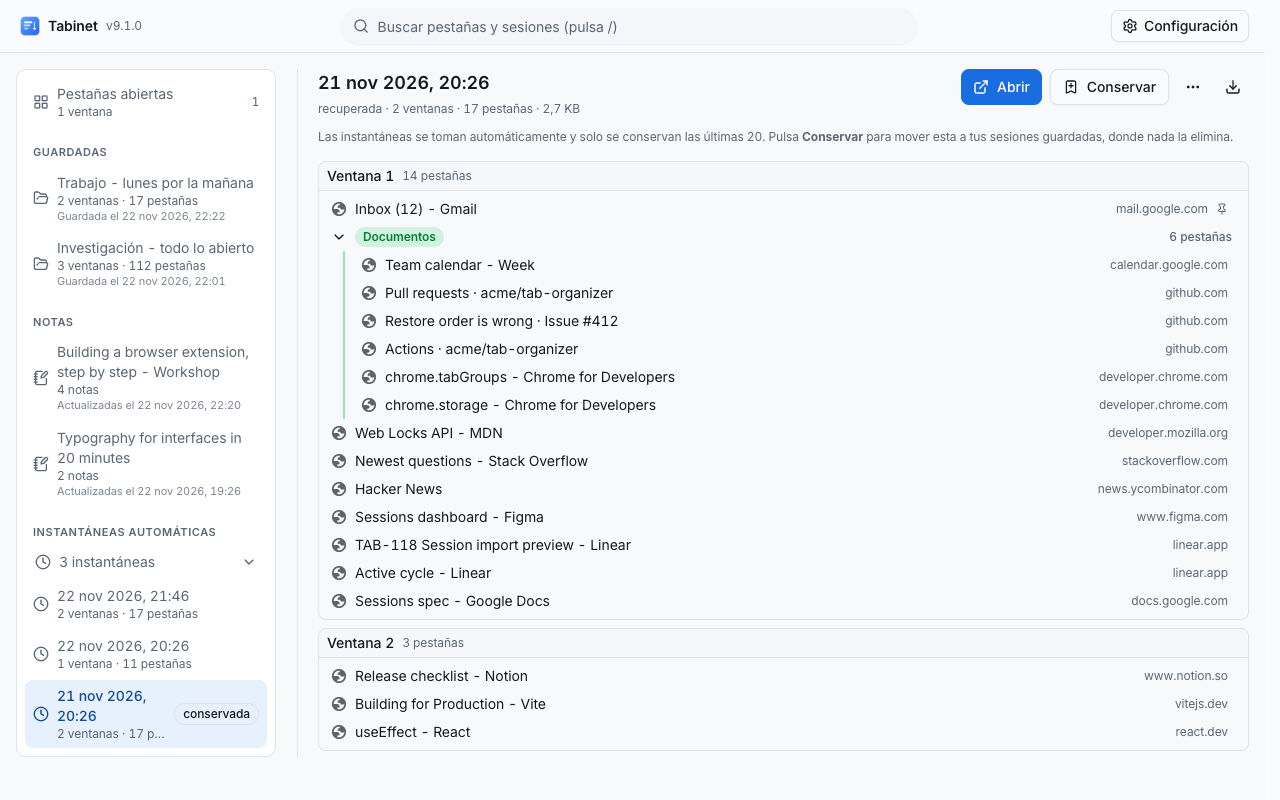 Tabinet v9.1.0
Buscar pestañas y sesiones (pulsa /)
Configuración
Pestañas abiertas
1 ventana
1
GUARDADAS
Trabajo - lunes por la mañana
2 ventanas · 17 pestañas
Guardada el 22 nov 2026, 22:22
Investigación - todo lo abierto
3 ventanas · 112 pestañas
Guardada el 22 nov 2026, 22:01
NOTAS
Building a browser extension,
step by step - Workshop
4 notas
Actualizadas el 22 nov 2026, 22:20
Typography for interfaces in
20 minutes
2 notas
Actualizadas el 22 nov 2026, 19:26
INSTANTÁNEAS AUTOMÁTICAS
3 instantáneas
22 nov 2026, 21:46
2 ventanas · 17 pestañas
22 nov 2026, 20:26
1 ventana · 11 pestañas
21 nov 2026,
20:26
conservada
2 ventanas · 17 p...
21 nov 2026, 20:26
recuperada · 2 ventanas · 17 pestañas · 2,7 KB
Abrir
Conservar
Las instantáneas se toman automáticamente y solo se conservan las últimas 20. Pulsa Conservar para mover esta a tus sesiones guardadas, donde nada la elimina.
Ventana 1 14 pestañas
Inbox (12) - Gmail mail.google.com
Documentos 6 pestañas
Team calendar - Week calendar.google.com
Pull requests · acme/tab-organizer github.com
Restore order is wrong · Issue #412 github.com
Actions · acme/tab-organizer github.com
chrome.tabGroups - Chrome for Developers developer.chrome.com
chrome.storage - Chrome for Developers developer.chrome.com
Web Locks API - MDN developer.mozilla.org
Newest questions - Stack Overflow stackoverflow.com
Hacker News news.ycombinator.com
Sessions dashboard - Figma www.figma.com
TAB-118 Session import preview - Linear linear.app
Active cycle - Linear linear.app
Sessions spec - Google Docs docs.google.com
Ventana 2 3 pestañas
Release checklist - Notion www.notion.so
Building for Production - Vite vitejs.dev
useEffect - React react.dev